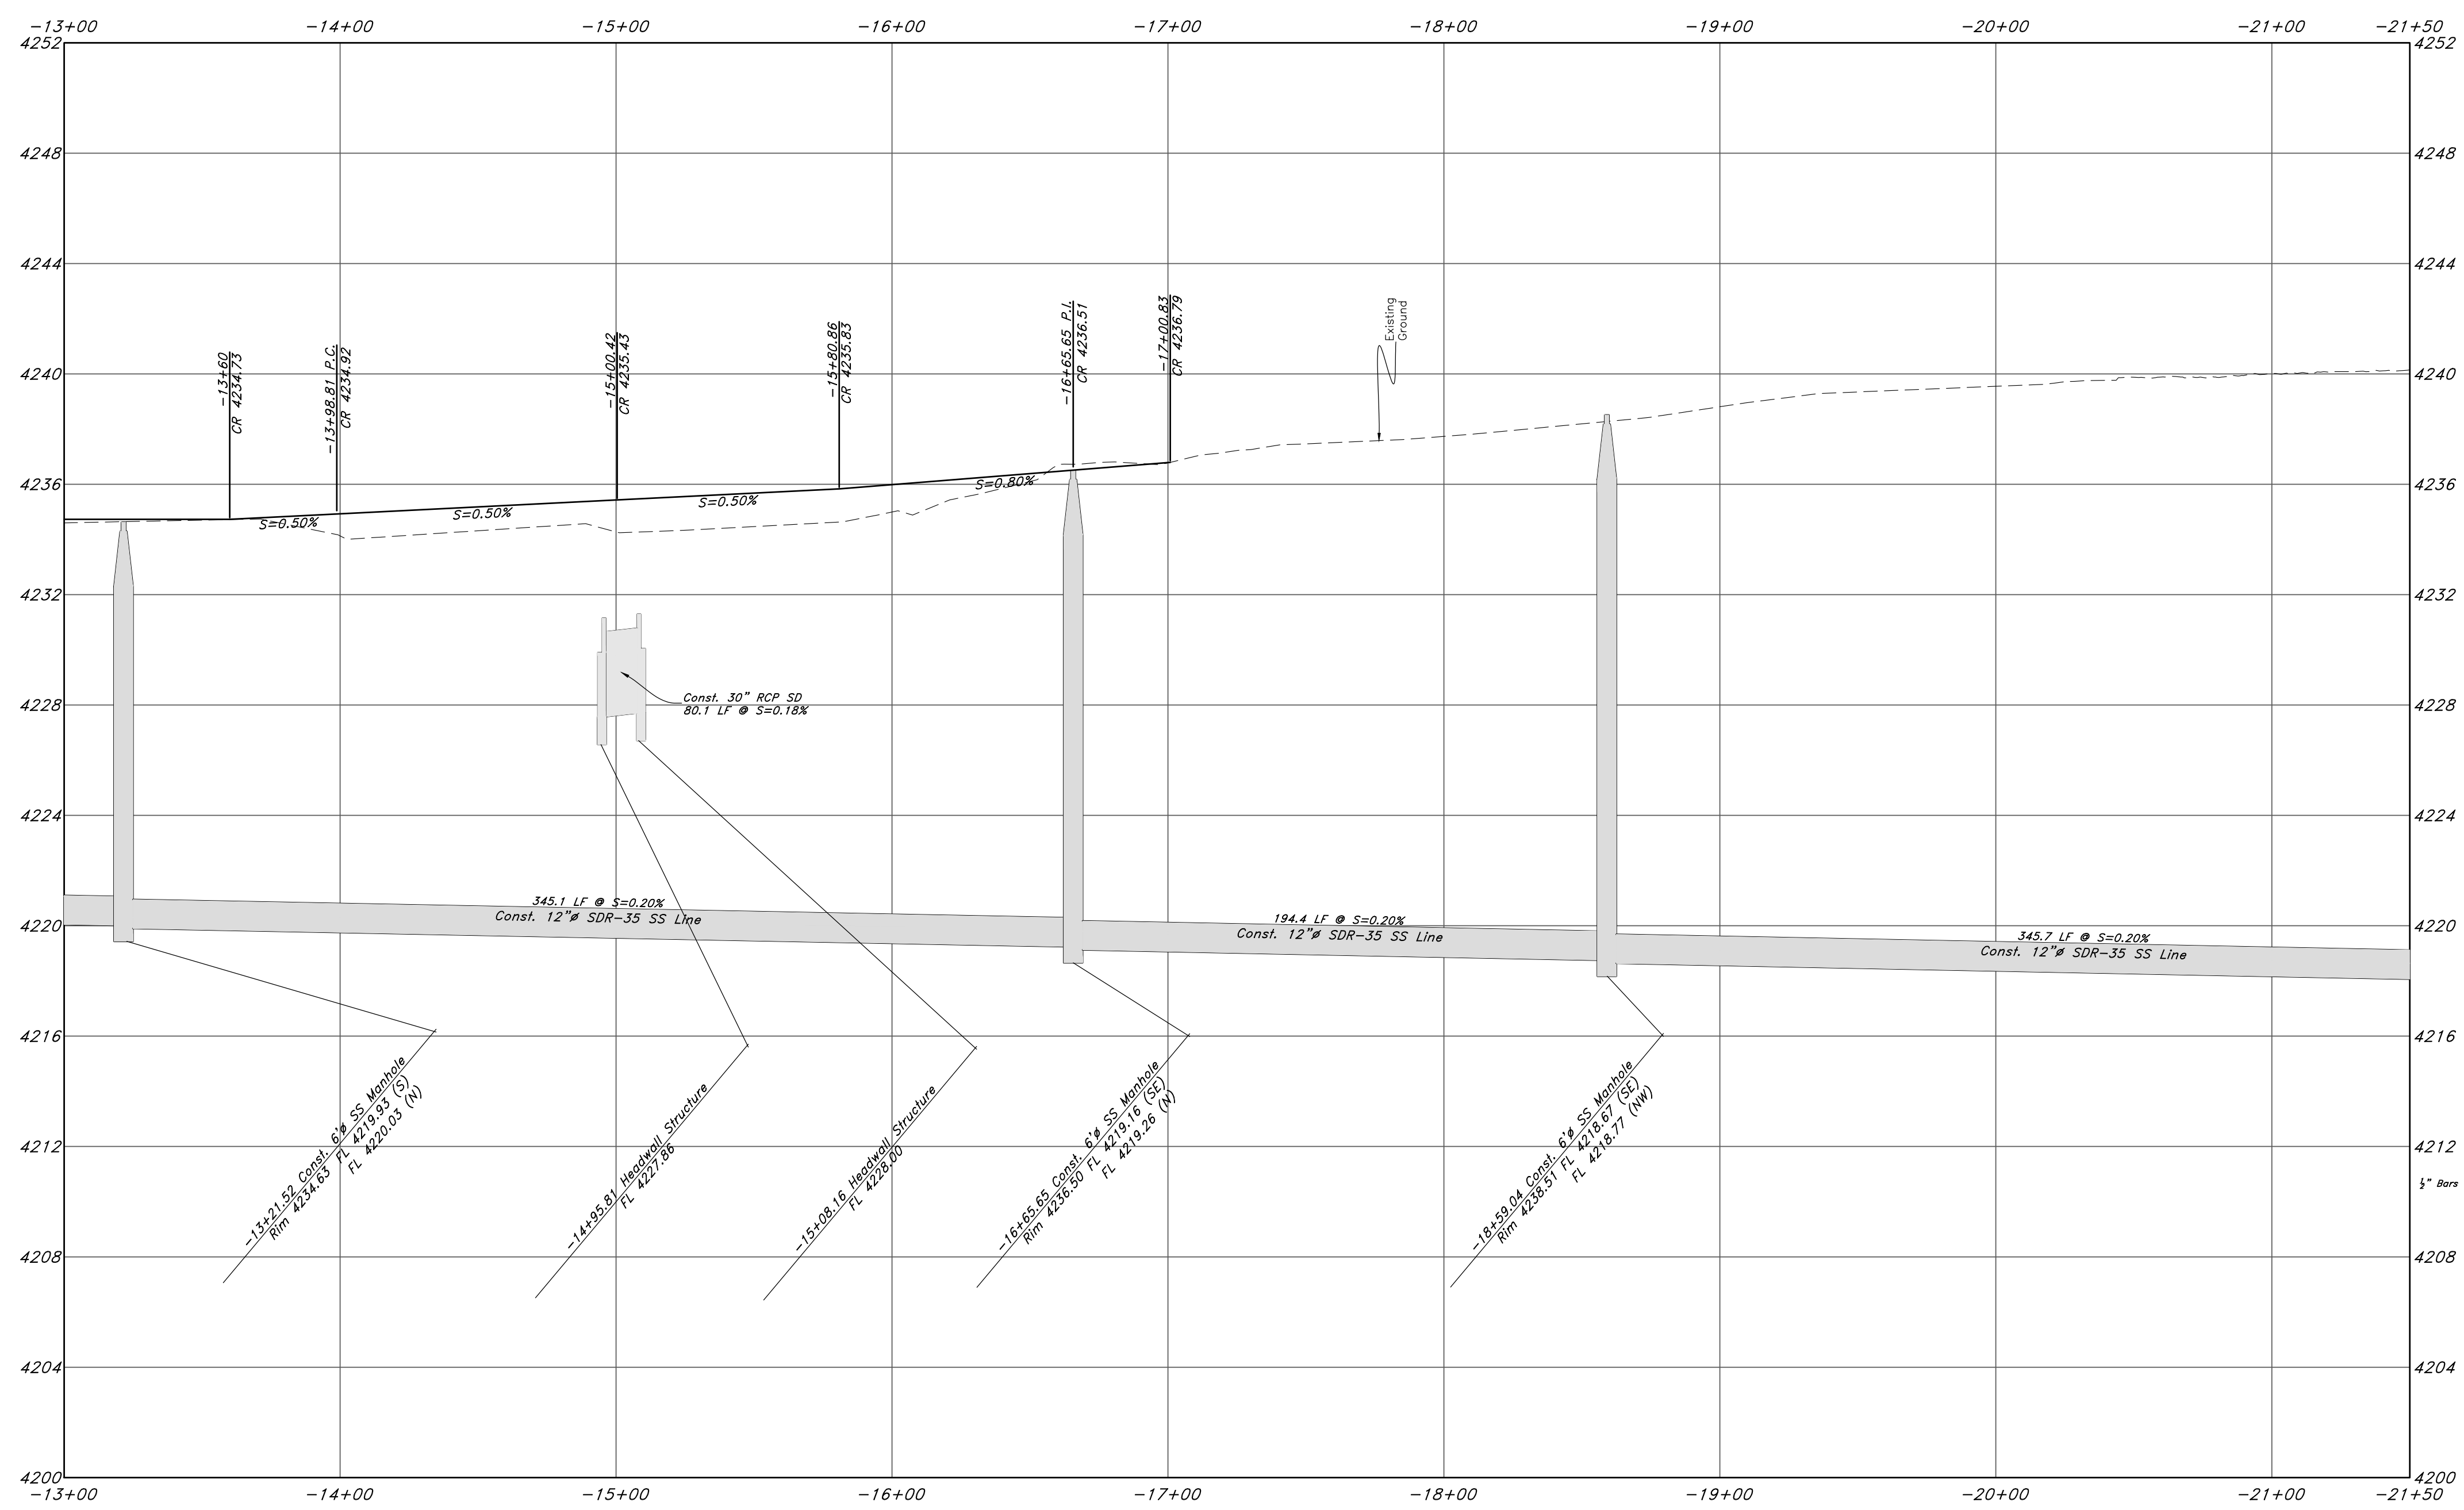 -13+00 -14+00 -15+00 -16+00 -17+00 -18+00 -19+00 -20+00 -21+00 -21+50
4252 4252
4248 4248
4244 4244
-13+60
CR 4234.73
-13+98.81 P.C.
CR 4234.92
-15+00.42
CR 4235.43
-15+80.86
CR 4235.83
-16+65.65 P.I.
CR 4236.51
-17+00.83
CR 4236.79
Existing
Ground
4240 4240
4236 4236
S=0.50%
S=0.50%
S=0.50%
S=0.80%
4232 4232
Const. 30" RCP SD
80.1 LF @ S=0.18%
4228 4228
4224 4224
345.1 LF @ S=0.20%
Const. 12"ø SDR-35 SS Line
194.4 LF @ S=0.20%
Const. 12"ø SDR-35 SS Line
345.7 LF @ S=0.20%
Const. 12"ø SDR-35 SS Line
4220 4220
4216 4216
-13+21.52 Const. 6'ø SS Manhole
Rim 4234.63 FL 4219.93 (S)
FL 4220.03 (N)
-14+95.81 Headwall Structure
FL 4227.86
-15+08.16 Headwall Structure
FL 4228.00
-16+65.65 Const. 6'ø SS Manhole
Rim 4236.50 FL 4219.16 (SE)
FL 4219.26 (N)
-18+59.04 Const. 6'ø SS Manhole
Rim 4238.51 FL 4218.67 (SE)
FL 4218.77 (NW)
4212 4212
½" Bars
4208 4208
4204 4204
4200 4200
-13+00 -14+00 -15+00 -16+00 -17+00 -18+00 -19+00 -20+00 -21+00 -21+50